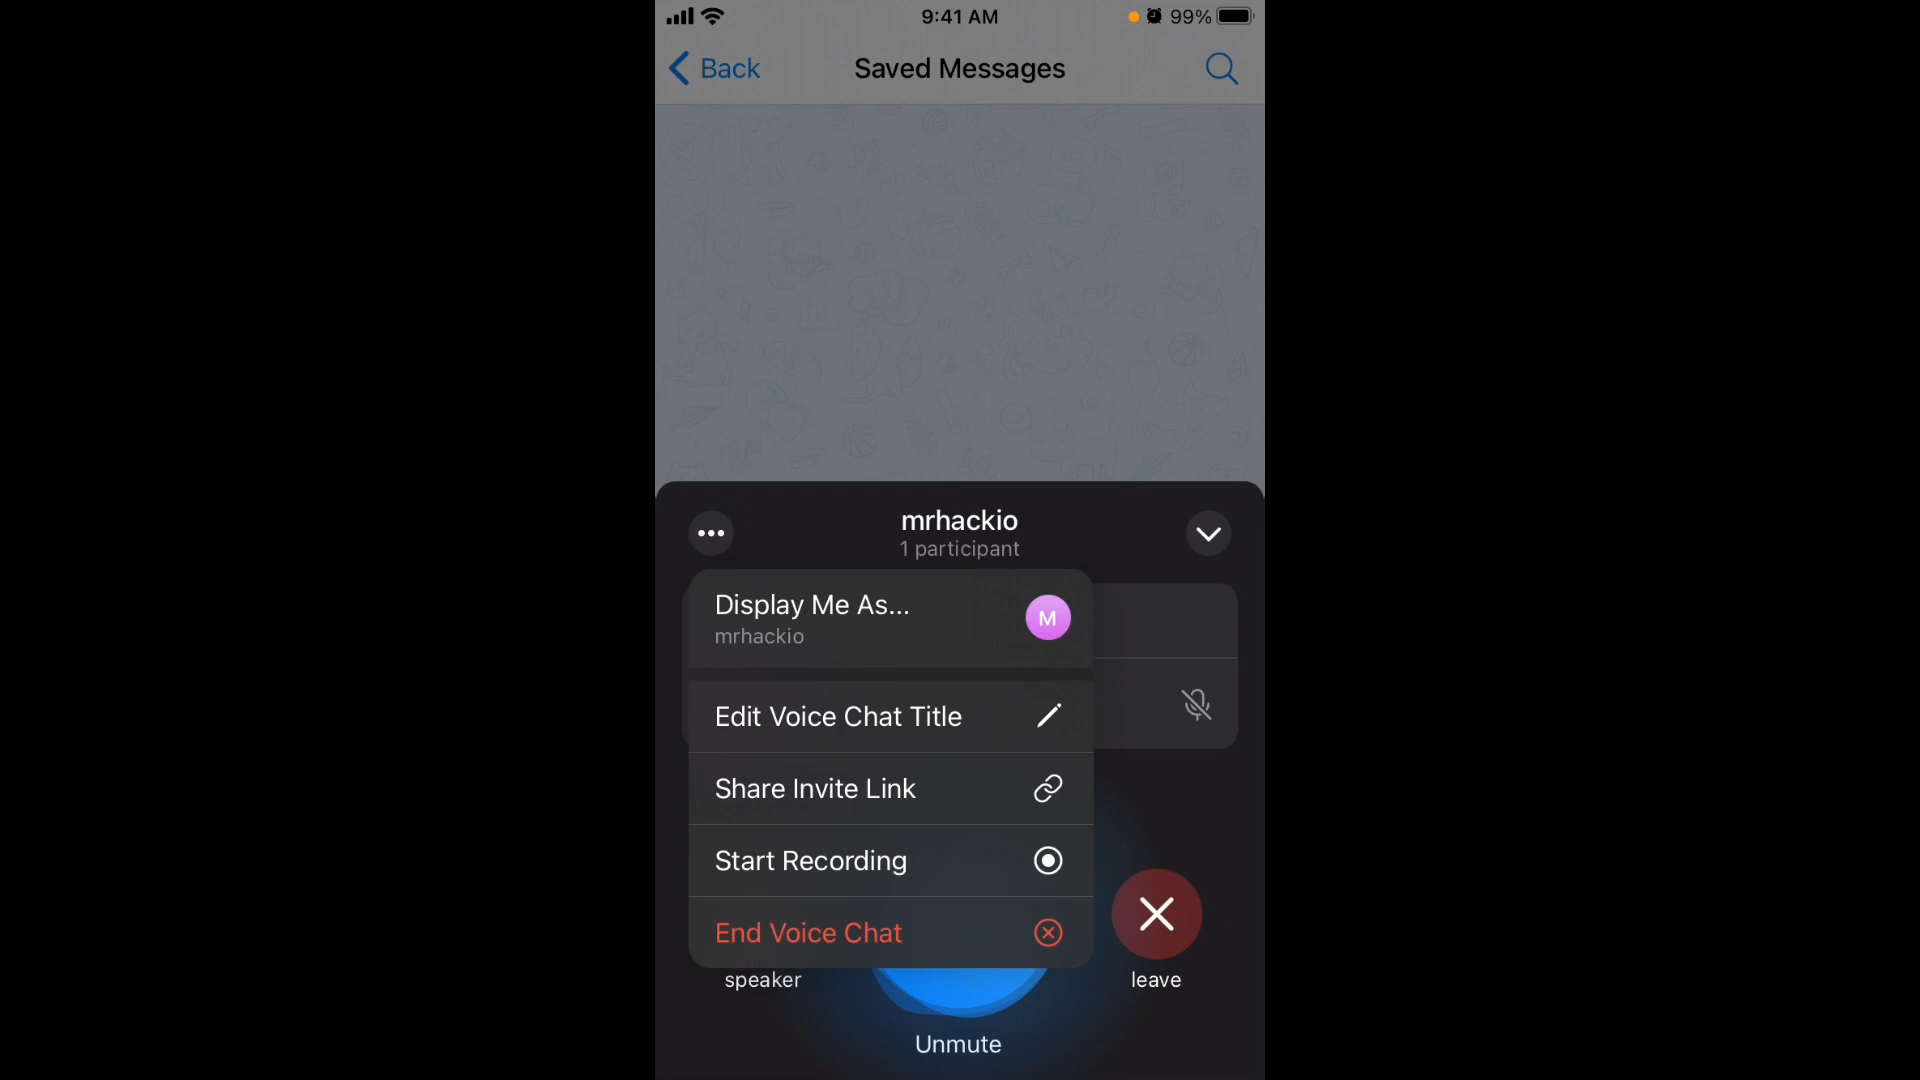 9:41 AM
99%
Back
Saved Messages
mrhackio
1 participant
Display Me As...
M
mrhackio
Edit Voice Chat Title
Share Invite Link
Start Recording
End Voice Chat
speaker
leave
Unmute